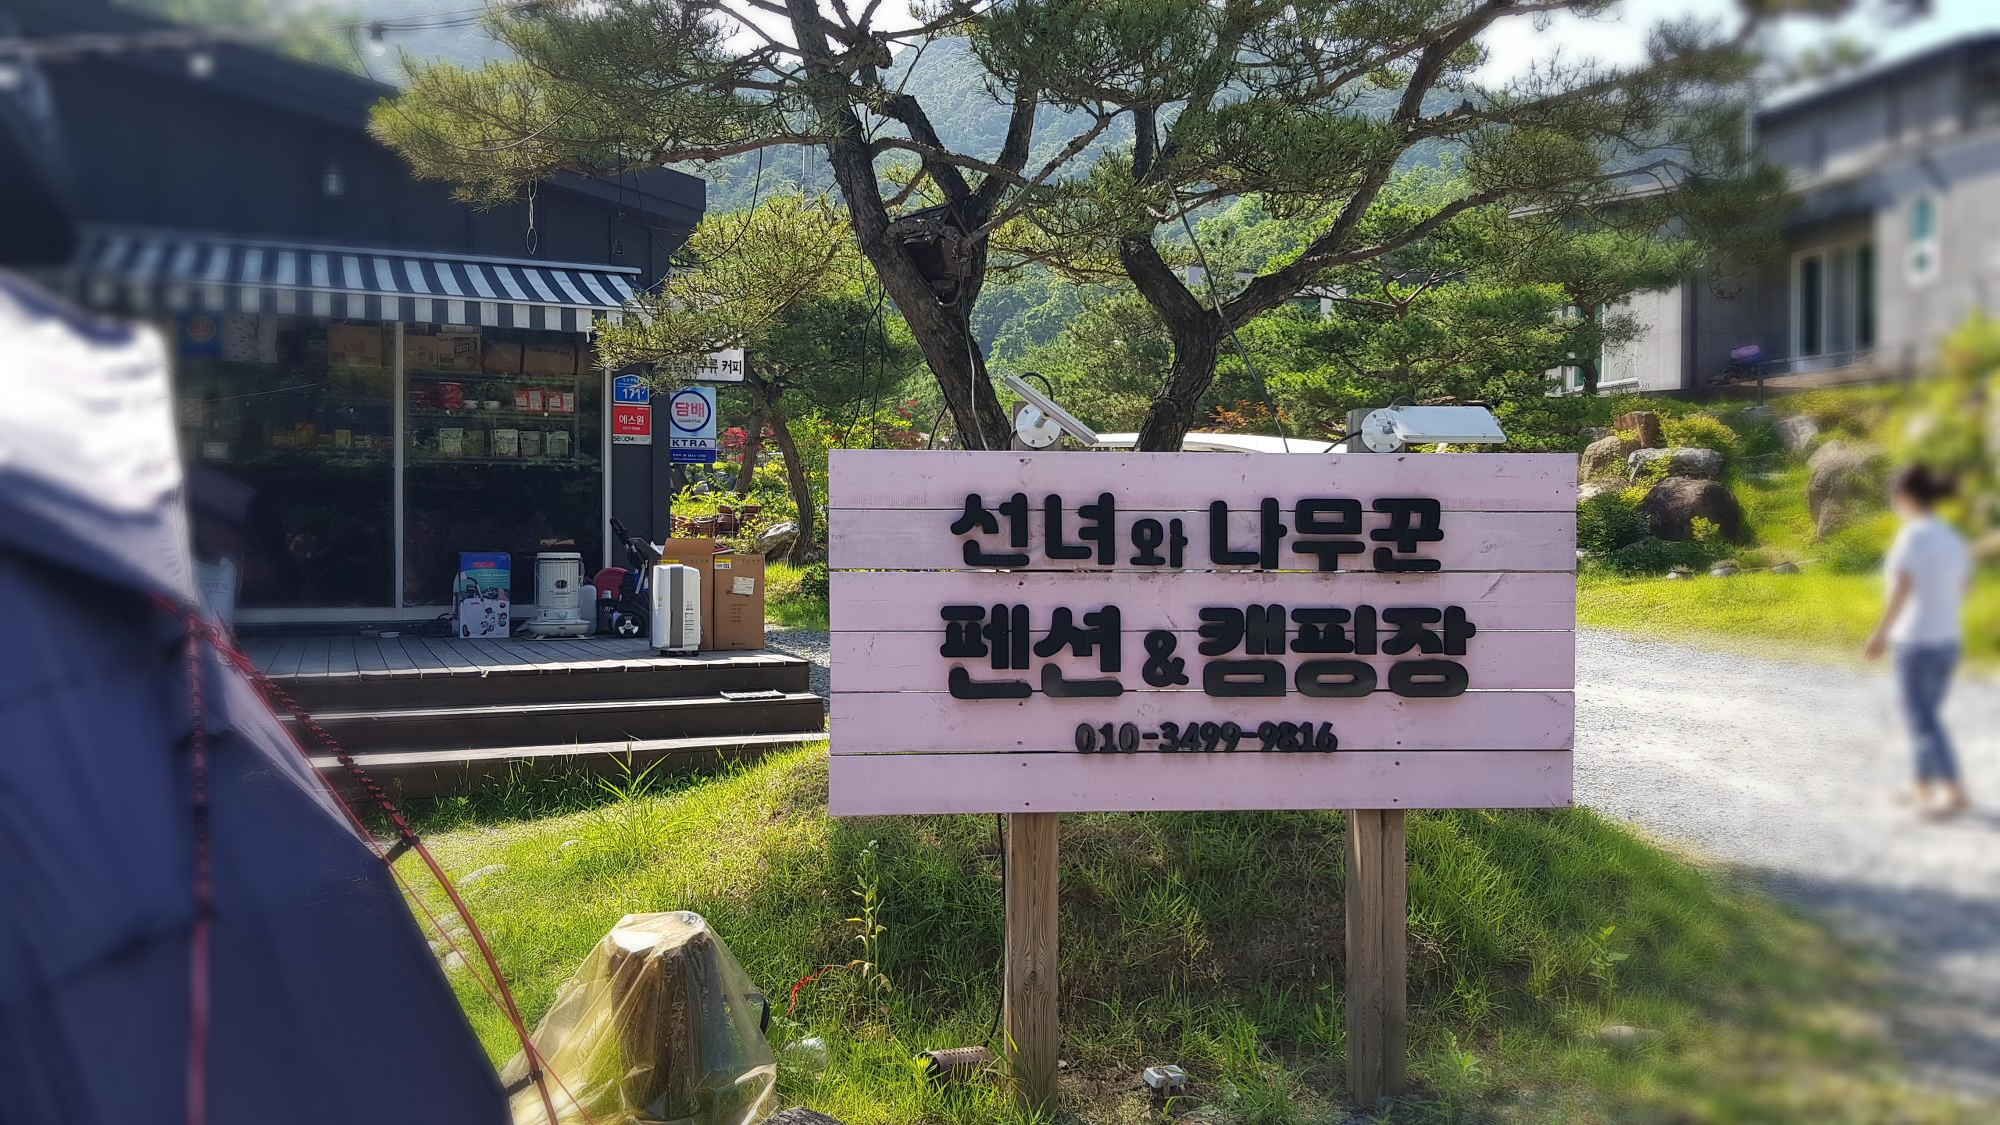 커피
171
에스원
SECOM
담배
KTRA
선녀와 나무꾼
펜션 & 캠핑장
010-3499-9816